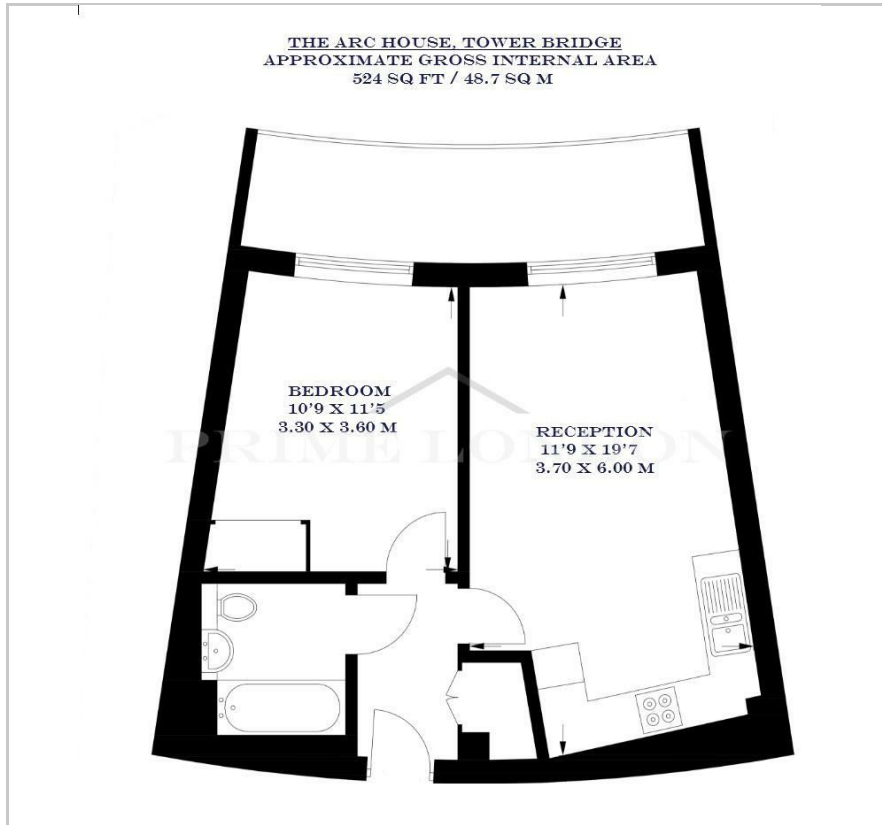 THE ARC HOUSE, TOWER BRIDGE
APPROXIMATE GROSS INTERNAL AREA
524 SQ FT / 48.7 SQ M
BEDROOM
10'9 X 11'5
3.30 X 3.60 M
RECEPTION
11'9 X 19'7
3.70 X 6.00 M
PRIME LONDON